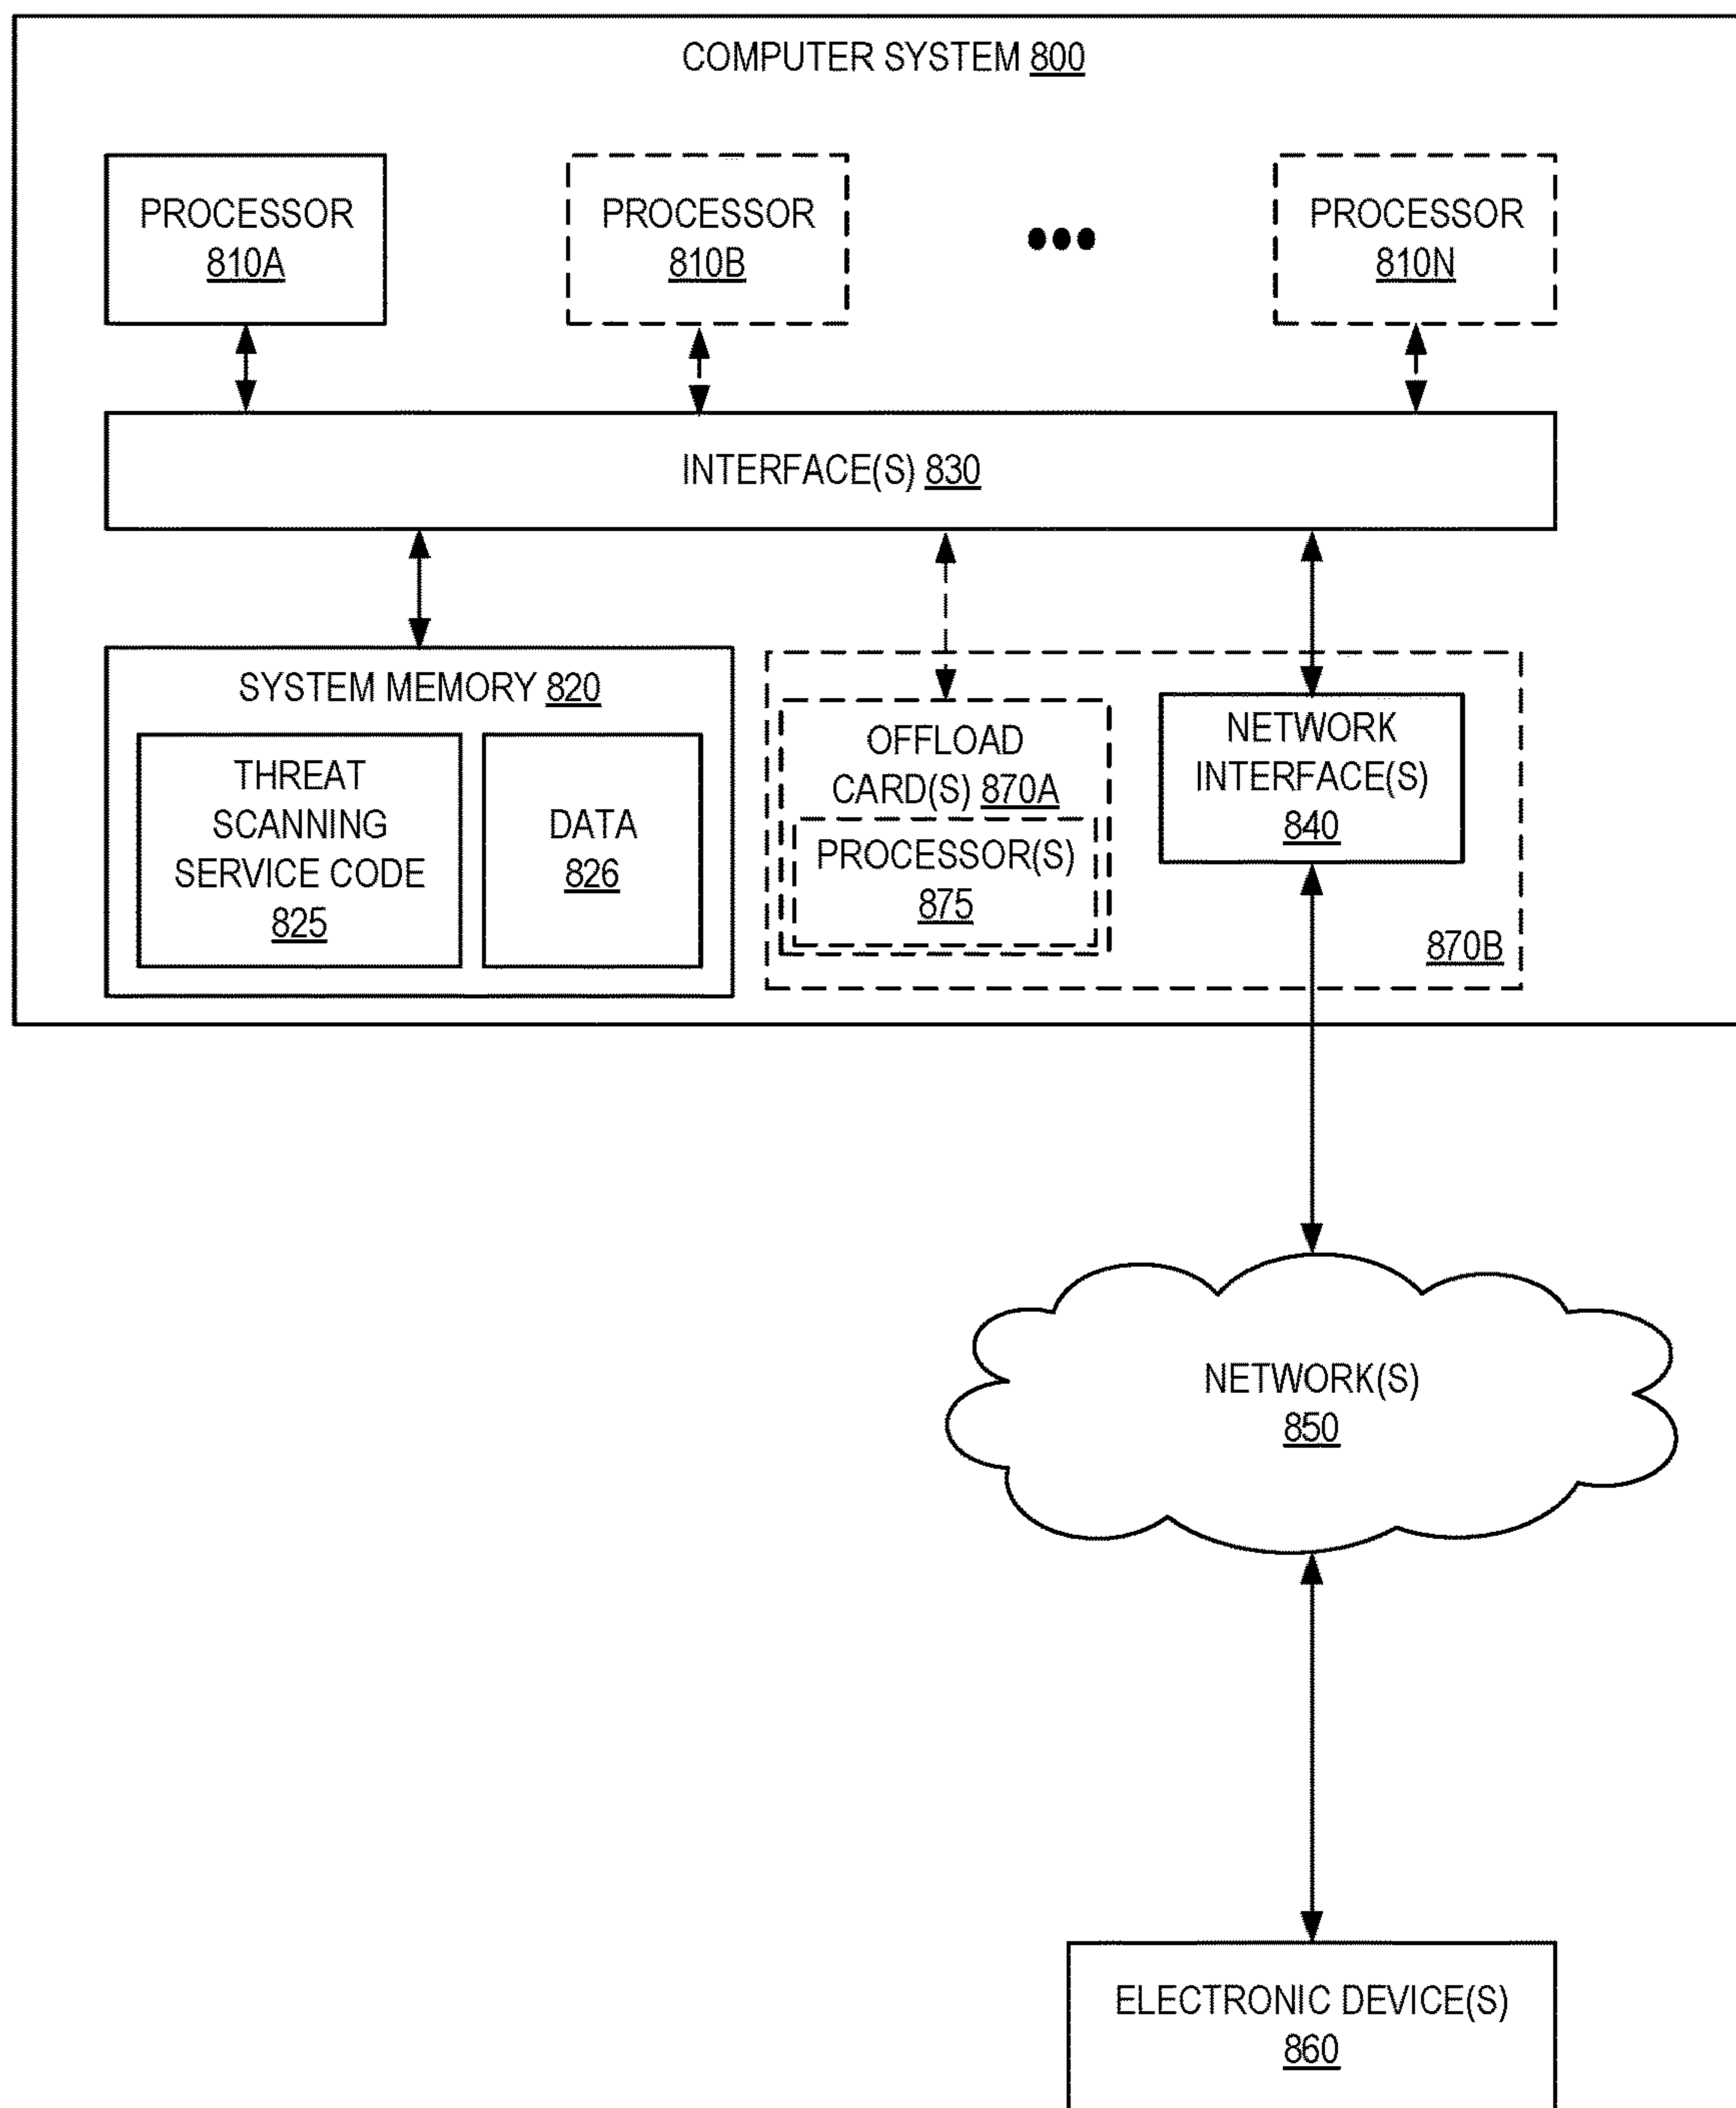 COMPUTER SYSTEM 800
PROCESSOR
810A
PROCESSOR
810B
PROCESSOR
810N
INTERFACE(S) 830
SYSTEM MEMORY 820
THREAT
SCANNING
SERVICE CODE
825
DATA
826
OFFLOAD
CARD(S) 870A
PROCESSOR(S)
875
NETWORK
INTERFACE(S)
840
870B
NETWORK(S)
850
ELECTRONIC DEVICE(S)
860